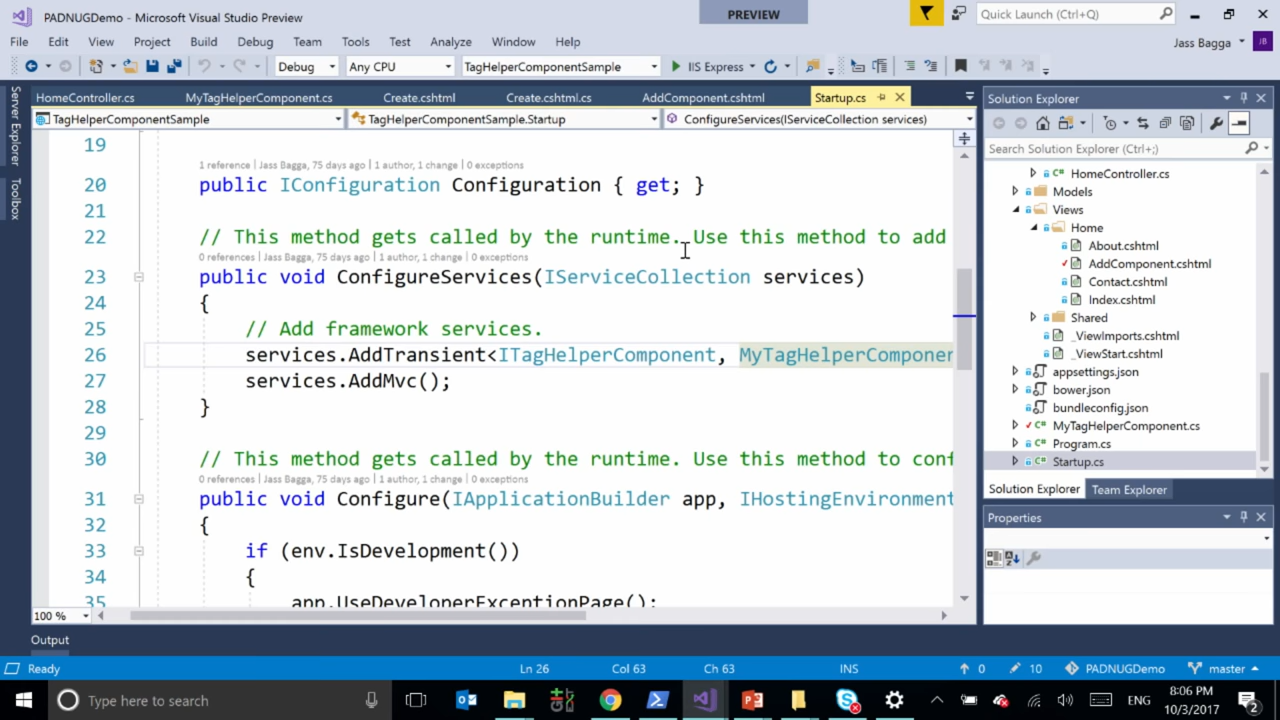 PADNUGDemo - Microsoft Visual Studio Preview
PREVIEW
Quick Launch (Ctrl+Q)
File Edit View Project Build Debug Team Tools Test Analyze Window Help
Jass Bagga
JB
Debug Any CPU TagHelperComponentSample IIS Express
Server Explorer
Toolbox
HomeController.cs MyTagHelperComponent.cs Create.cshtml Create.cshtml.cs AddComponent.cshtml Startup.cs
TagHelperComponentSample TagHelperComponentSample.Startup ConfigureServices(IServiceCollection services)
19
1 reference | Jass Bagga, 75 days ago | 1 author, 1 change | 0 exceptions
20 public IConfiguration Configuration { get; }
21
22 // This method gets called by the runtime. Use this method to add
0 references | Jass Bagga, 75 days ago | 1 author, 1 change | 0 exceptions
23 public void ConfigureServices(IServiceCollection services)
24 {
25 // Add framework services.
26 services.AddTransient<ITagHelperComponent, MyTagHelperComponen
27 services.AddMvc();
28 }
29
30 // This method gets called by the runtime. Use this method to conf
0 references | Jass Bagga, 75 days ago | 1 author, 1 change | 0 exceptions
31 public void Configure(IApplicationBuilder app, IHostingEnvironment
32 {
33 if (env.IsDevelopment())
34 {
35 app.UseDeveloperExceptionPage();
100 %
Solution Explorer
Search Solution Explorer (Ctrl+;)
C# HomeController.cs
Models
Views
Home
About.cshtml
AddComponent.cshtml
Contact.cshtml
Index.cshtml
Shared
_ViewImports.cshtml
_ViewStart.cshtml
appsettings.json
bower.json
bundleconfig.json
C# MyTagHelperComponent.cs
C# Program.cs
C# Startup.cs
Solution Explorer Team Explorer
Properties
Output
Ready Ln 26 Col 63 Ch 63 INS 0 10 PADNUGDemo master
Type here to search
ENG
8:06 PM
10/3/2017
2